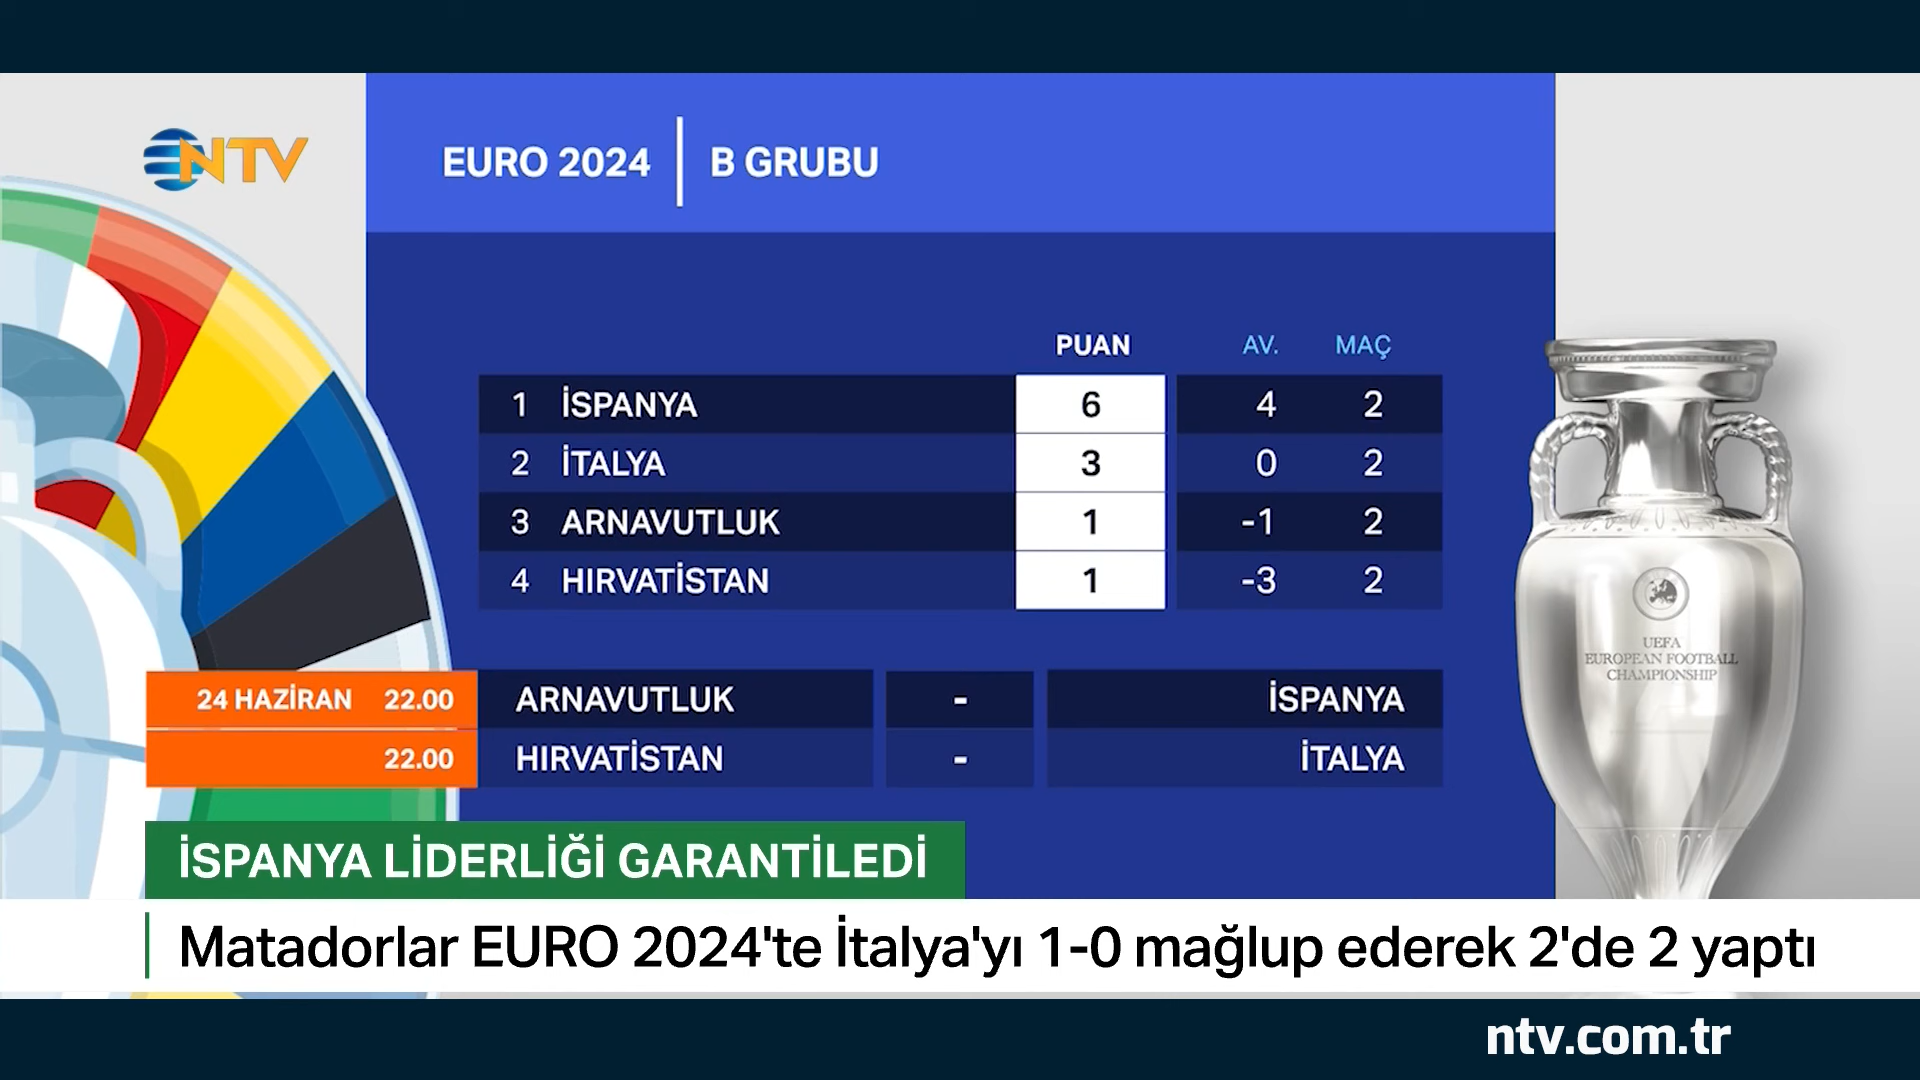 NTV
EURO 2024 | B GRUBU
PUAN AV. MAÇ
1 İSPANYA 6 4 2
2 İTALYA 3 0 2
3 ARNAVUTLUK 1 -1 2
4 HIRVATİSTAN 1 -3 2
24 HAZİRAN 22.00 ARNAVUTLUK - İSPANYA
22.00 HIRVATİSTAN - İTALYA
UEFA
EUROPEAN FOOTBALL
CHAMPIONSHIP
İSPANYA LİDERLİĞİ GARANTİLEDİ
Matadorlar EURO 2024'te İtalya'yı 1-0 mağlup ederek 2'de 2 yaptı
ntv.com.tr